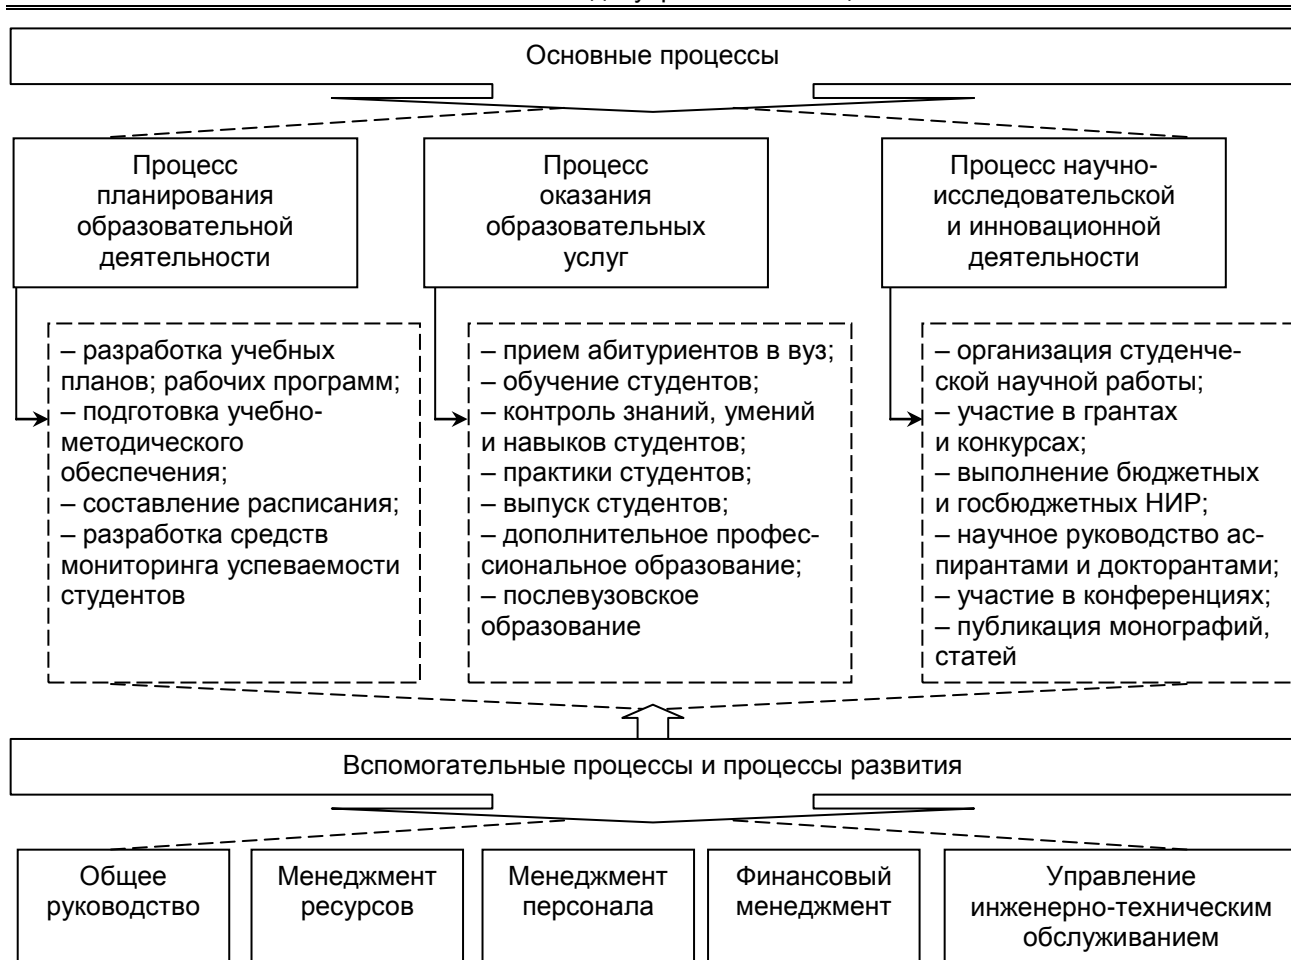 Основные процессы
Процесс
планирования
образовательной
деятельности
Процесс
оказания
образовательных
услуг
Процесс научно-
исследовательской
и инновационной
деятельности
– разработка учебных
планов; рабочих программ;
– подготовка учебно-
методического
обеспечения;
– составление расписания;
– разработка средств
мониторинга успеваемости
студентов
– прием абитуриентов в вуз;
– обучение студентов;
– контроль знаний, умений
и навыков студентов;
– практики студентов;
– выпуск студентов;
– дополнительное профес-
сиональное образование;
– послевузовское
образование
– организация студенче-
ской научной работы;
– участие в грантах
и конкурсах;
– выполнение бюджетных
и госбюджетных НИР;
– научное руководство ас-
пирантами и докторантами;
– участие в конференциях;
– публикация монографий,
статей
Вспомогательные процессы и процессы развития
Общее
руководство
Менеджмент
ресурсов
Менеджмент
персонала
Финансовый
менеджмент
Управление
инженерно-техническим
обслуживанием